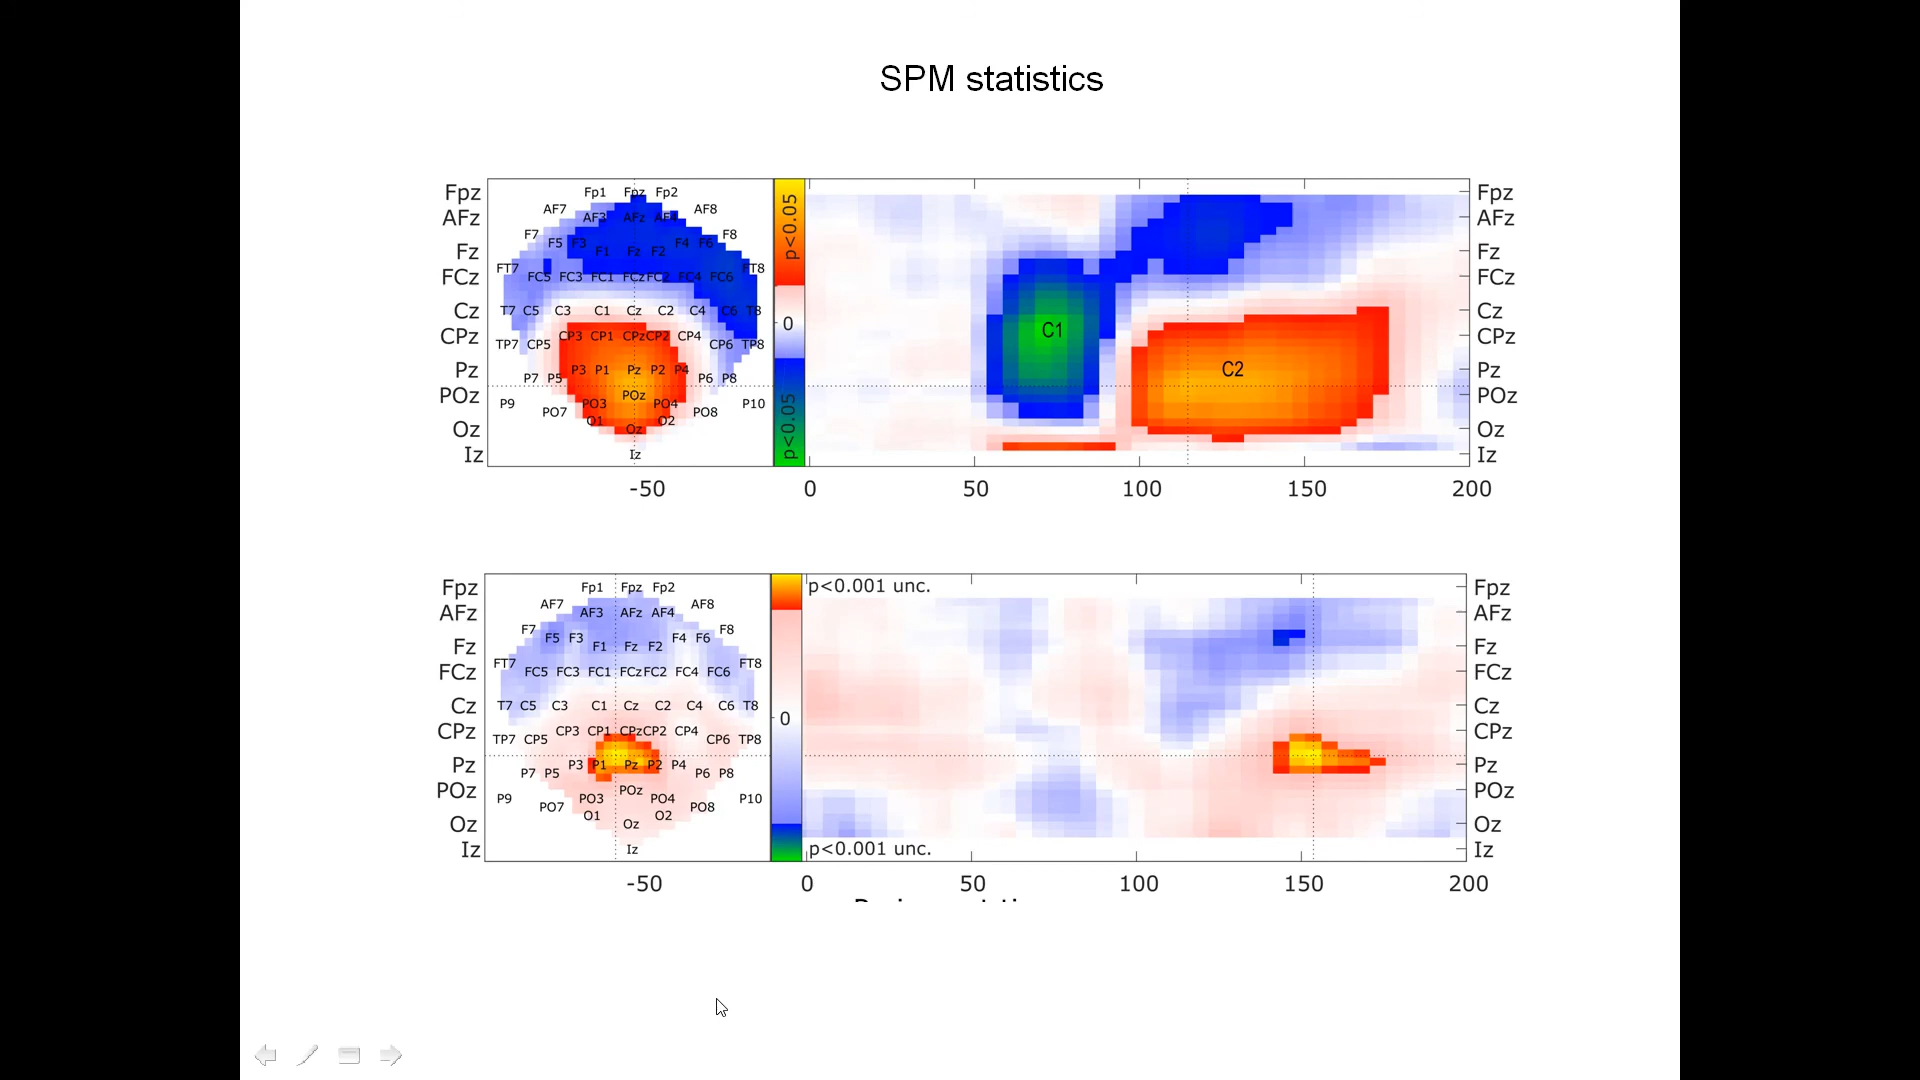 SPM statistics
Fpz Fp1 Fpz Fp2 Fpz
AFz AF7 AF3 AFz AF4 AF8 AFz
F7 F5 F3 F4 F6 F8
Fz F1 Fz F2 Fz
FT7 FT8
FCz FC5 FC3 FC1 FCz FC2 FC4 FC6 FCz
Cz T7 C5 C3 C1 Cz C2 C4 C6 T8 Cz
CPz CP3 CP1 CPz CP2 CP4 CPz
TP7 CP5 CP6 TP8
Pz P3 P1 Pz P2 P4 Pz
P7 P5 P6 P8
POz POz POz
P9 PO3 PO4 P10
PO7 PO8
O1 O2
Oz Oz Oz
Iz Iz Iz
p<0.05
0
p<0.05
C1
C2
-50 0 50 100 150 200
p<0.001 unc.
Fpz Fp1 Fpz Fp2 Fpz
AF7 AF8
AFz AF3 AFz AF4 AFz
F7 F5 F3 F4 F6 F8
Fz F1 Fz F2 Fz
FT7 FT8
FCz FC5 FC3 FC1 FCz FC2 FC4 FC6 FCz
Cz T7 C5 C3 C1 Cz C2 C4 C6 T8 Cz
0
CPz CP3 CP1 CPz CP2 CP4 CPz
TP7 CP5 CP6 TP8
Pz P3 P1 Pz P2 P4 Pz
P7 P5 P6 P8
POz POz POz
P9 PO3 PO4 P10
PO7 PO8
O1 O2
Oz Oz Oz
Iz Iz Iz
p<0.001 unc.
-50 0 50 100 150 200